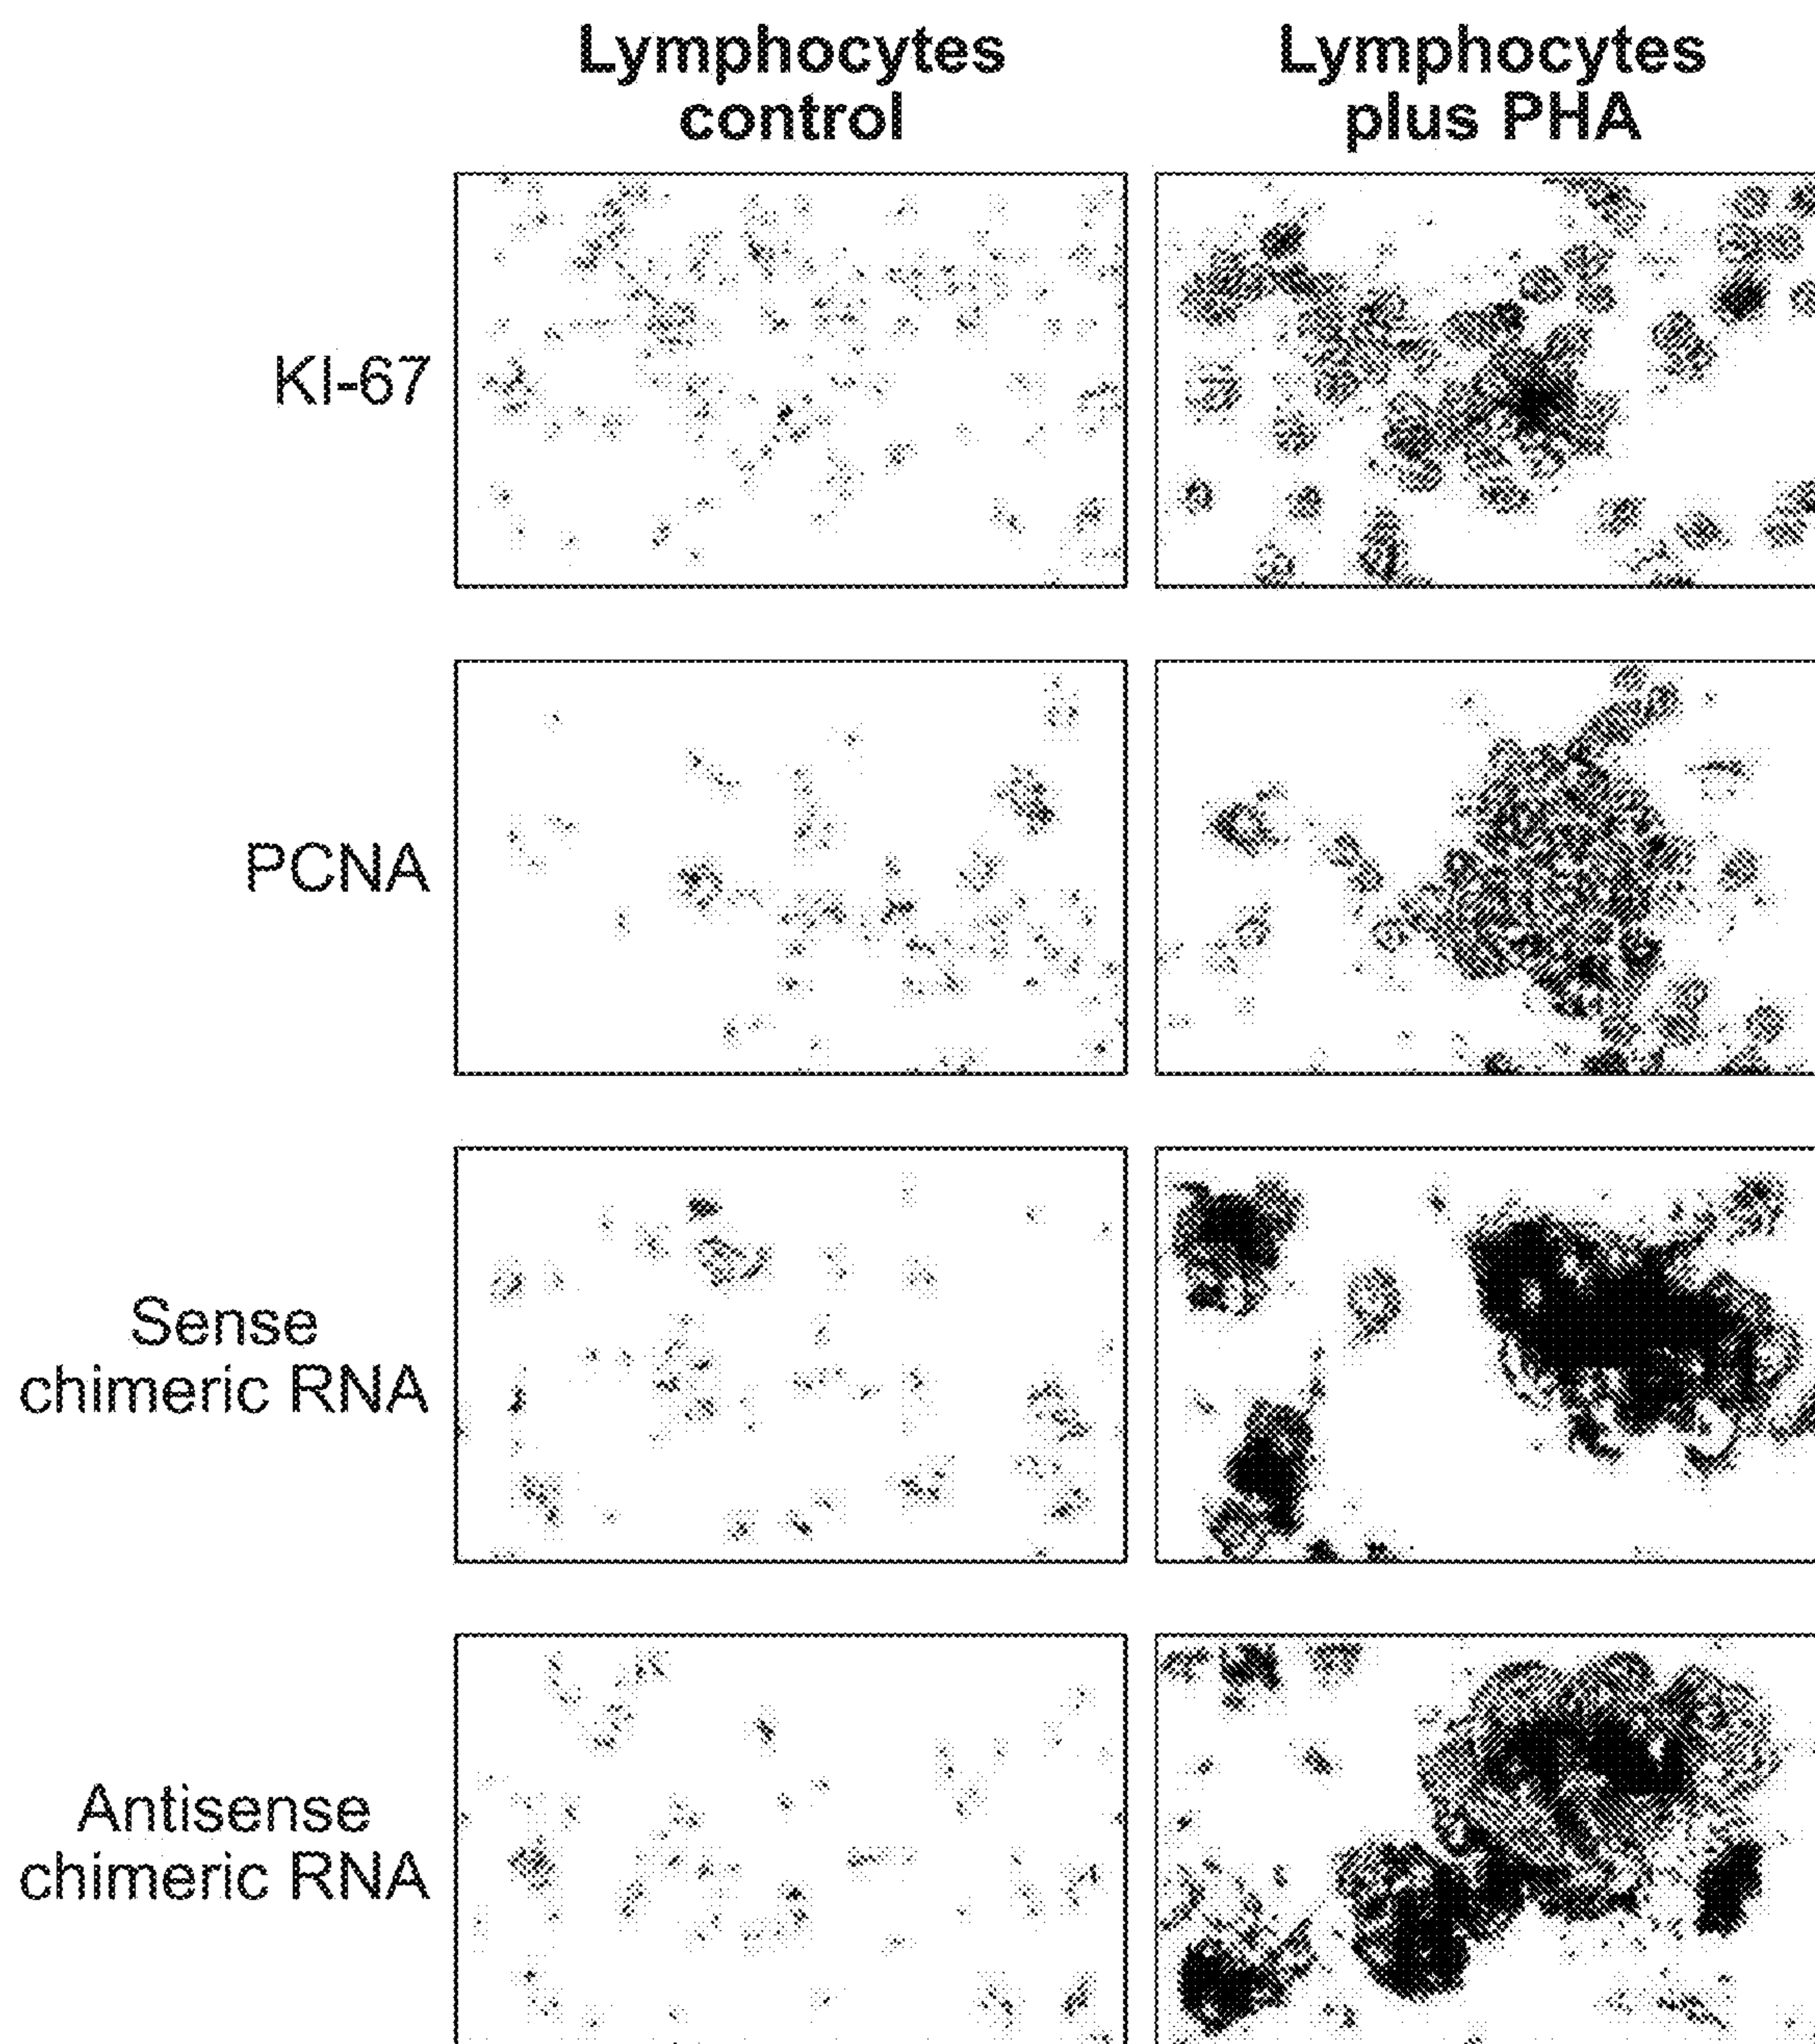 Lymphocytes
control
Lymphocytes
plus PHA
KI-67
PCNA
Sense
chimeric RNA
Antisense
chimeric RNA